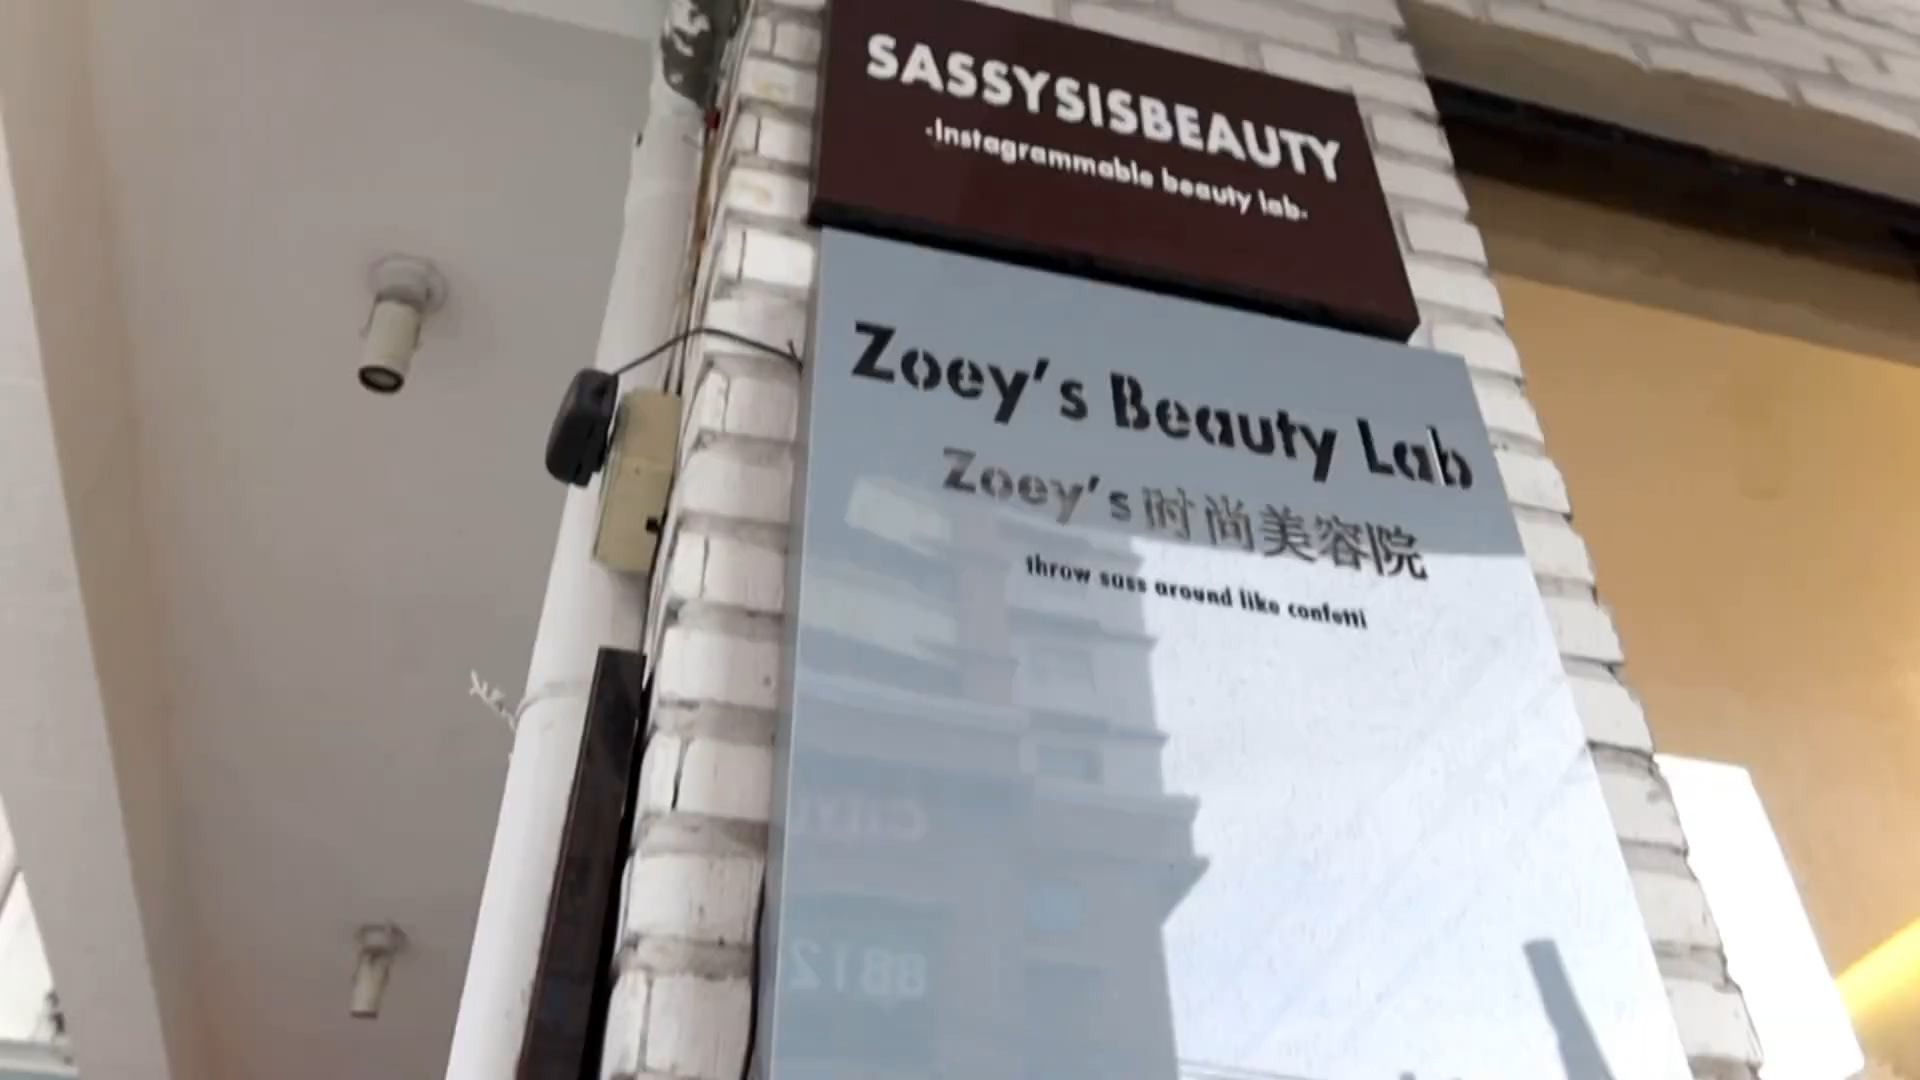 SASSYSISBEAUTY
-Instagrammable beauty lab-
Zoey's Beauty Lab
Zoey's 时尚美容院
throw sass around like confetti